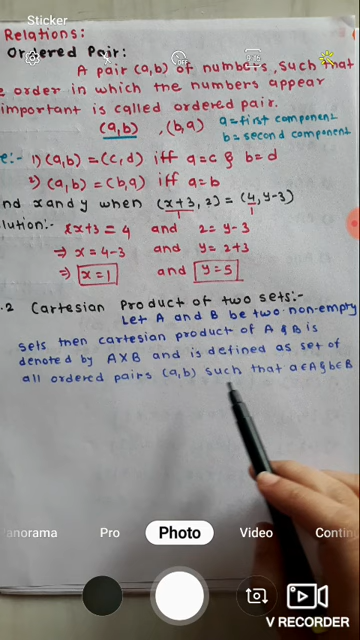 Sticker
Relations:
Ordered Pair:
A pair (a,b) of numbers, such that
e order in which the numbers appear
important is called ordered pair.
(a,b) , (b,a) a=first component
b=second component
e:- 1) (a,b)=(c,d) iff a=c & b=d
2) (a,b)=(b,a) iff a=b
nd x and y when (x+3, 2)=(4, y-3)
lution:- x+3=4 and 2=y-3
⇒ x=4-3 and y=2+3
⇒ x=1 and y=5
.2 Cartesian Product of two sets:-
Let A and B be two non-empty
sets then cartesian product of A & B is
denoted by AXB and is defined as set of
all ordered pairs (a,b) such that a∈A & b∈B
anorama Pro Photo Video Contin
V RECORDER